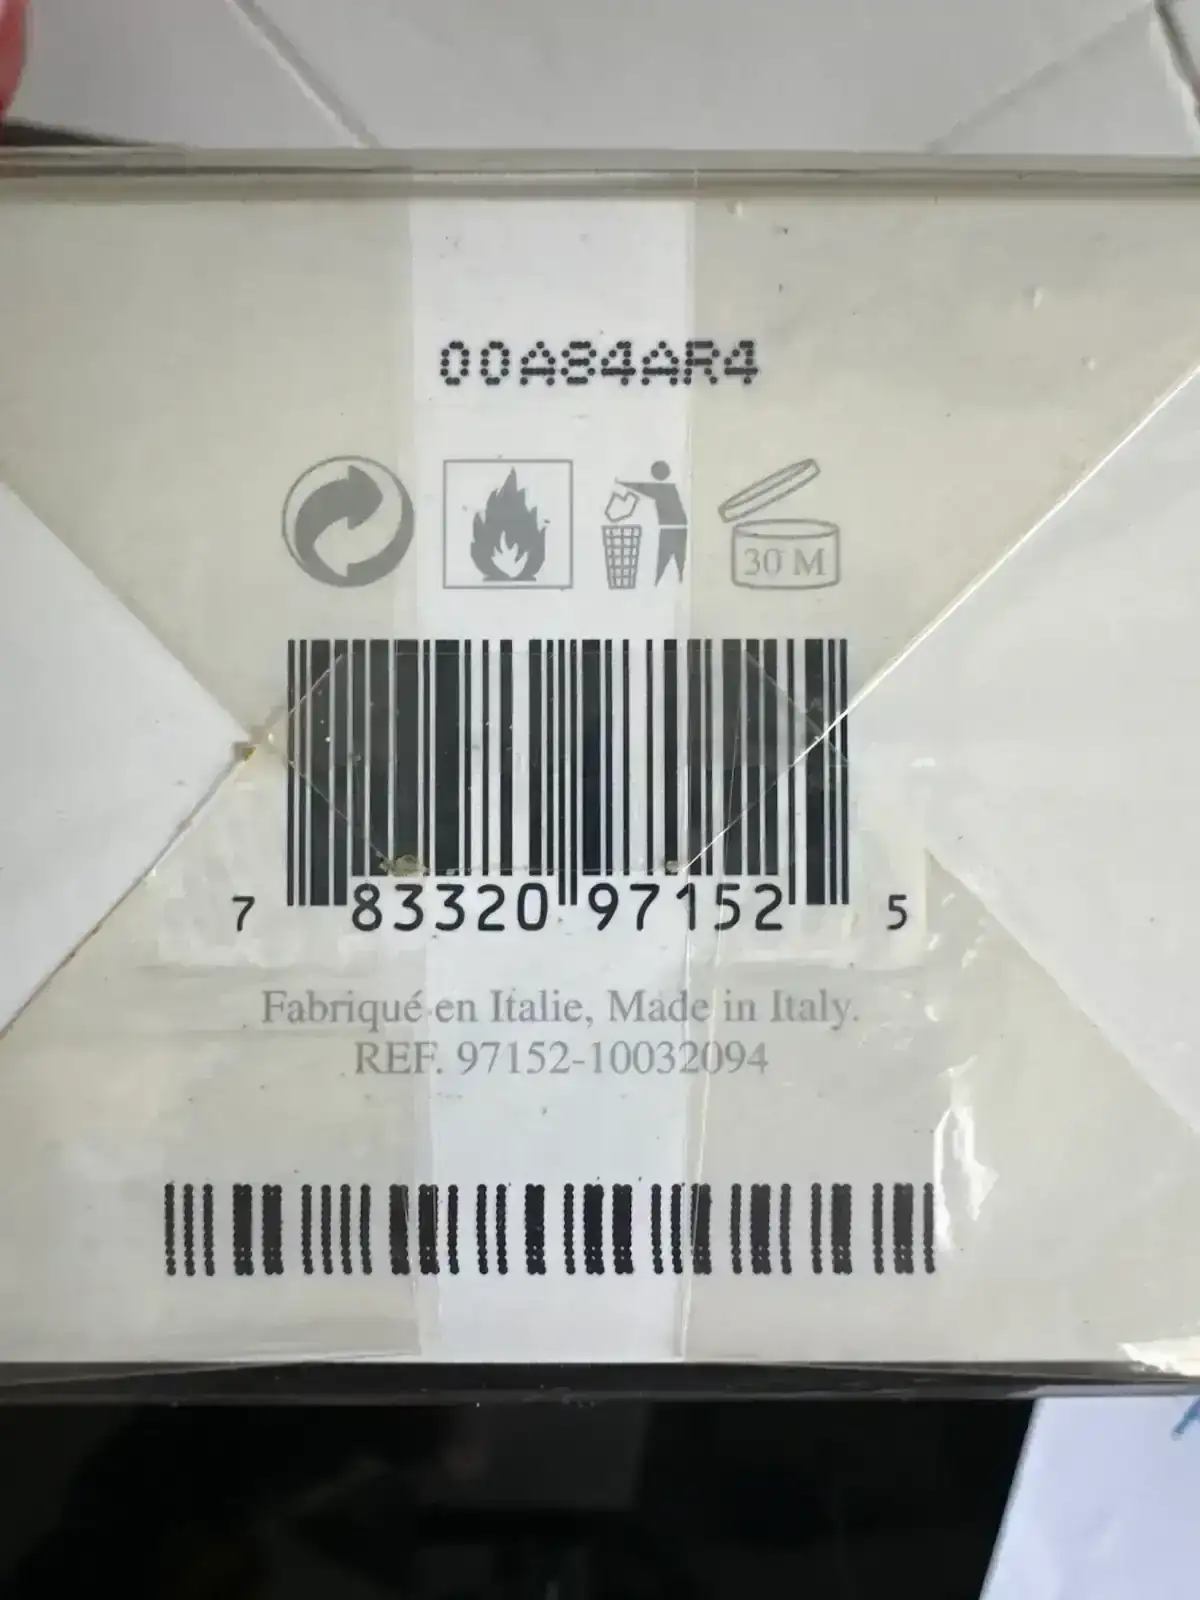 00A84AR4
30 M
7 83320 97152 5
Fabriqué en Italie, Made in Italy.
REF. 97152-10032094